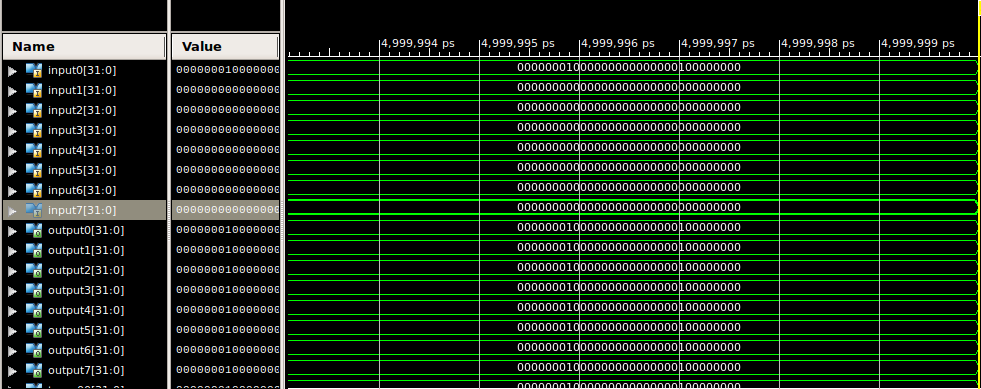 Name Value
4,999,994 ps 4,999,995 ps 4,999,996 ps 4,999,997 ps 4,999,998 ps 4,999,999 ps
input0[31:0] 000000010000000 00000001000000000000000100000000
input1[31:0] 000000000000000 00000000000000000000000000000000
input2[31:0] 000000000000000 00000000000000000000000000000000
input3[31:0] 000000000000000 00000000000000000000000000000000
input4[31:0] 000000000000000 00000000000000000000000000000000
input5[31:0] 000000000000000 00000000000000000000000000000000
input6[31:0] 000000000000000 00000000000000000000000000000000
input7[31:0] 000000000000000 00000000000000000000000000000000
output0[31:0] 000000010000000 00000001000000000000000100000000
output1[31:0] 000000010000000 00000001000000000000000100000000
output2[31:0] 000000010000000 00000001000000000000000100000000
output3[31:0] 000000010000000 00000001000000000000000100000000
output4[31:0] 000000010000000 00000001000000000000000100000000
output5[31:0] 000000010000000 00000001000000000000000100000000
output6[31:0] 000000010000000 00000001000000000000000100000000
output7[31:0] 000000010000000 00000001000000000000000100000000